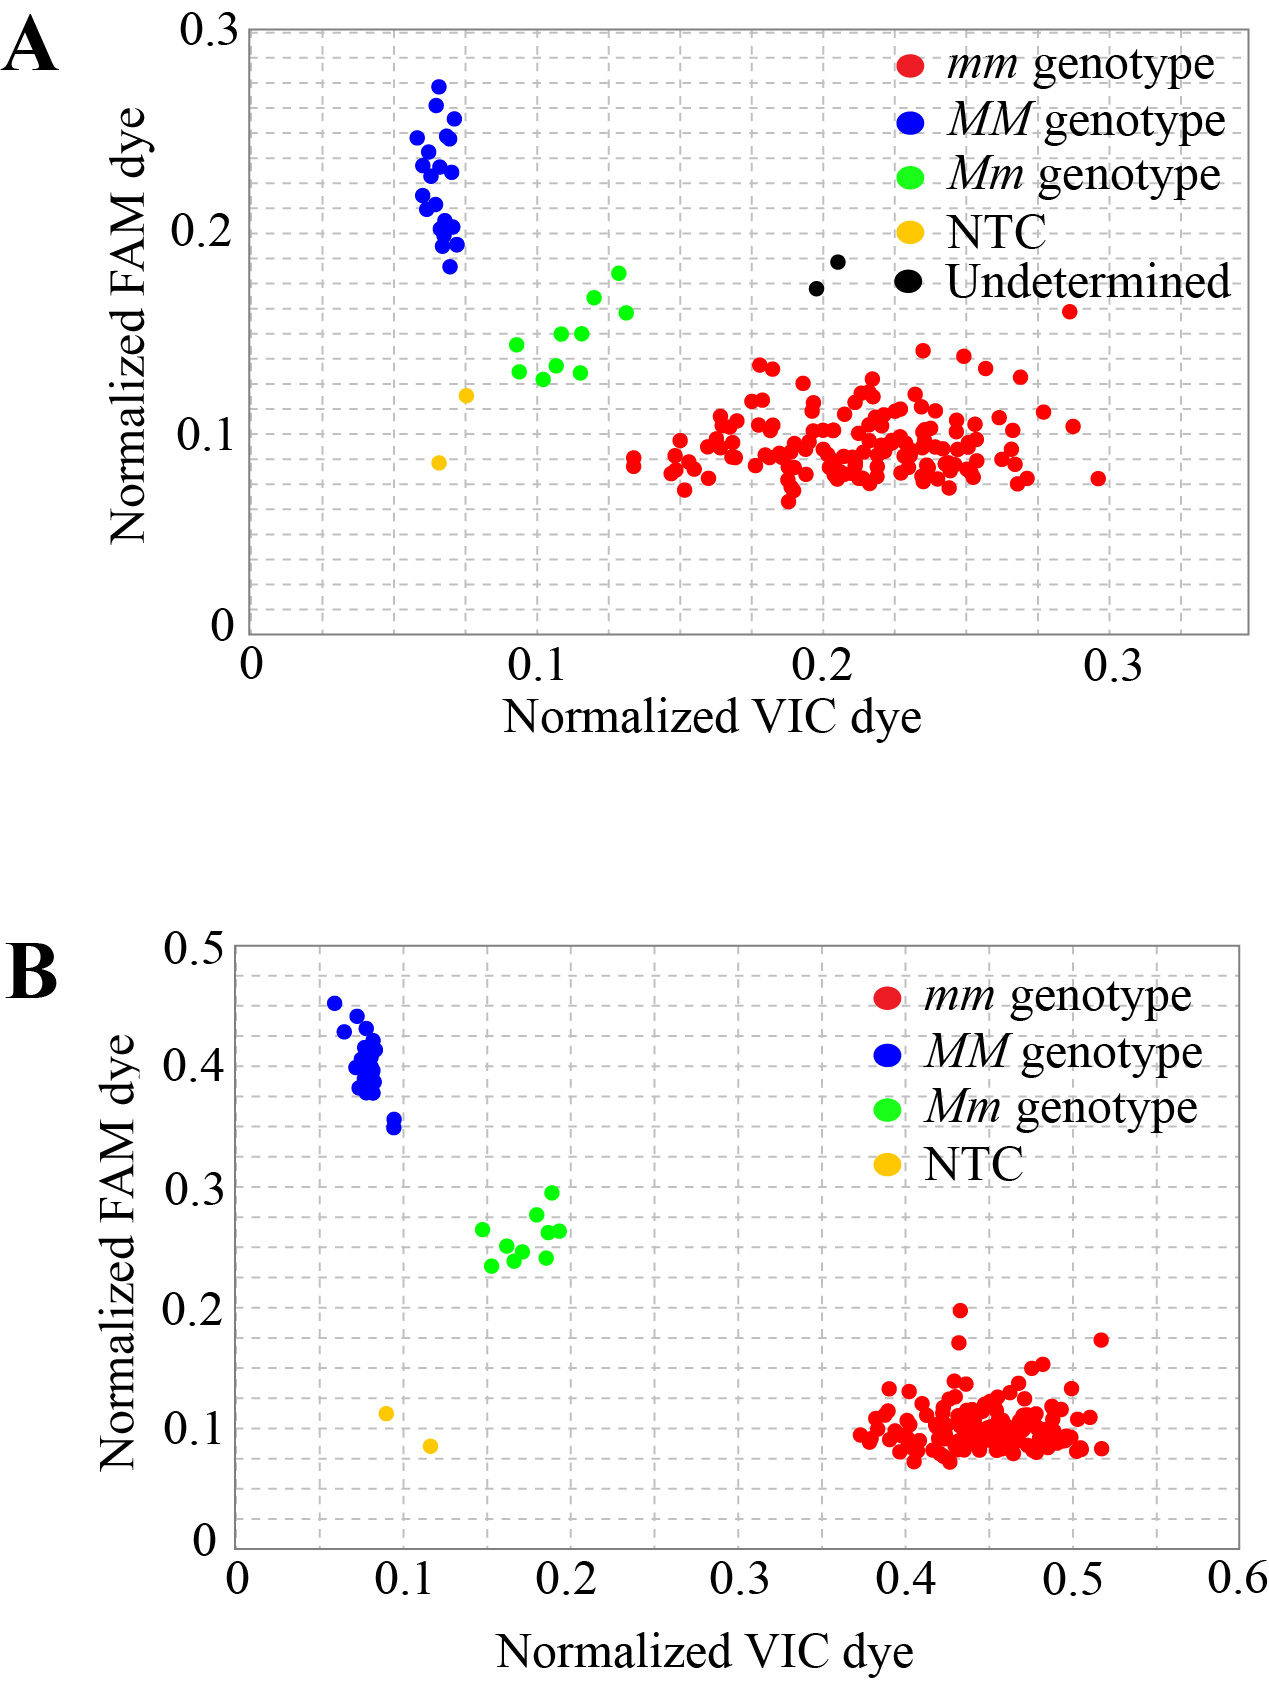 A
0.3
0.2
0.1
0
Normalized FAM dye
mm genotype
MM genotype
Mm genotype
NTC
Undetermined
0 0.1 0.2 0.3
Normalized VIC dye
B
0.5
0.4
0.3
0.2
0.1
0
Normalized FAM dye
mm genotype
MM genotype
Mm genotype
NTC
0 0.1 0.2 0.3 0.4 0.5 0.6
Normalized VIC dye